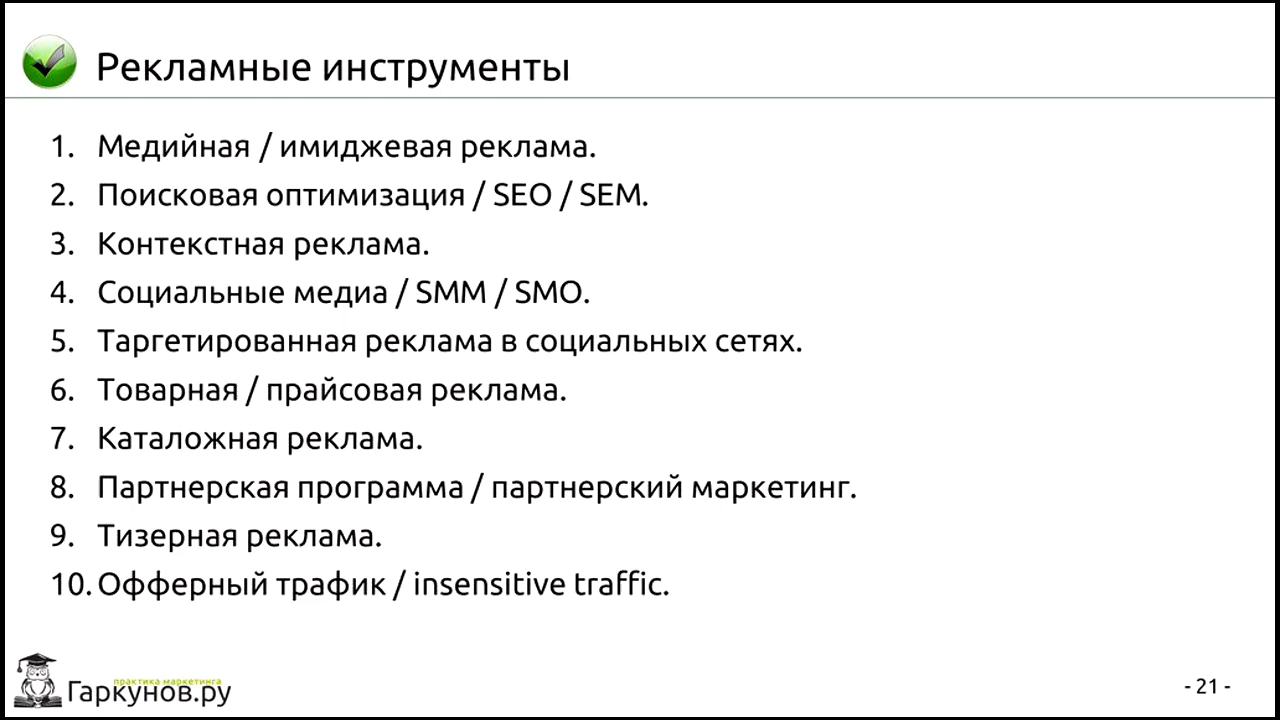 Рекламные инструменты
1. Медийная / имиджевая реклама.
2. Поисковая оптимизация / SEO / SEM.
3. Контекстная реклама.
4. Социальные медиа / SMM / SMO.
5. Таргетированная реклама в социальных сетях.
6. Товарная / прайсовая реклама.
7. Каталожная реклама.
8. Партнерская программа / партнерский маркетинг.
9. Тизерная реклама.
10. Офферный трафик / insensitive traffic.
практика маркетинга
Гаркунов.ру
- 21 -